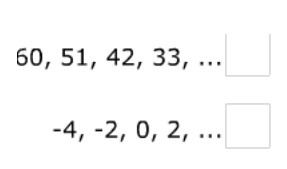 60, 51, 42, 33, ...
-4, -2, 0, 2, ...